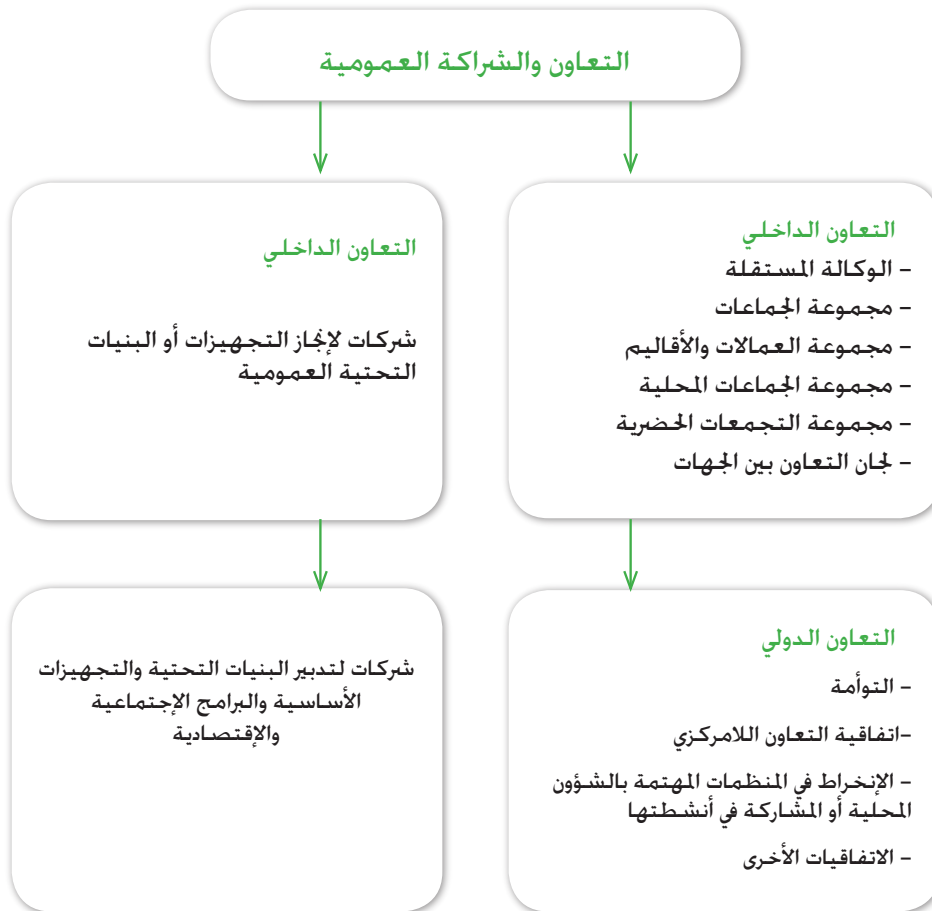 التعاون والشراكة العمومية
التعاون الداخلي
– الوكالة المستقلة
– مجموعة الجماعات
– مجموعة العمالات والأقاليم
– مجموعة الجماعات المحلية
– مجموعة التجمعات الحضرية
– لجان التعاون بين الجهات
التعاون الداخلي
شركات لإنجاز التجهيزات أو البنيات
التحتية العمومية
التعاون الدولي
– التوأمة
–اتفاقية التعاون اللامركزي
– الإنخراط في المنظمات المهتمة بالشؤون
المحلية أو المشاركة في أنشطتها
– الاتفاقيات الأخرى
شركات لتدبير البنيات التحتية والتجهيزات
الأساسية والبرامج الإجتماعية
والإقتصادية